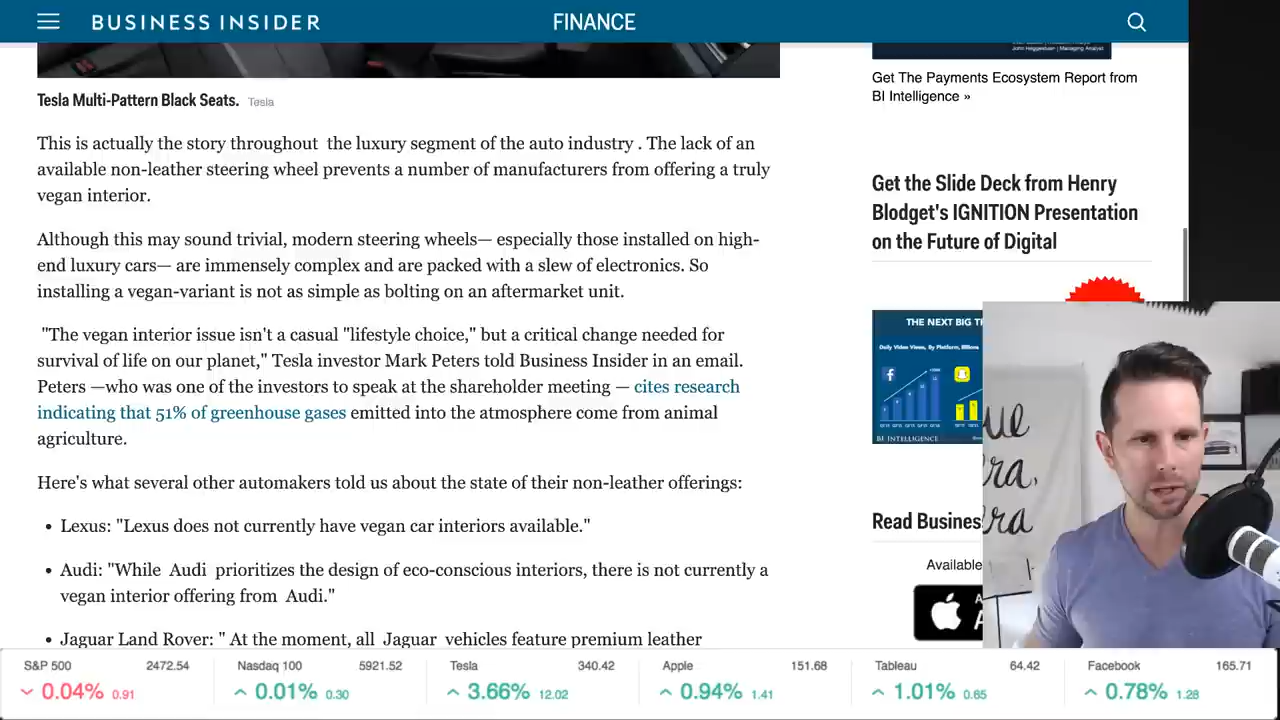 BUSINESS INSIDER
FINANCE
Tesla Multi-Pattern Black Seats. Tesla
This is actually the story throughout the luxury segment of the auto industry . The lack of an
available non-leather steering wheel prevents a number of manufacturers from offering a truly
vegan interior.
Although this may sound trivial, modern steering wheels— especially those installed on high-
end luxury cars— are immensely complex and are packed with a slew of electronics. So
installing a vegan-variant is not as simple as bolting on an aftermarket unit.
"The vegan interior issue isn't a casual "lifestyle choice," but a critical change needed for
survival of life on our planet," Tesla investor Mark Peters told Business Insider in an email.
Peters —who was one of the investors to speak at the shareholder meeting — cites research
indicating that 51% of greenhouse gases emitted into the atmosphere come from animal
agriculture.
Here's what several other automakers told us about the state of their non-leather offerings:
• Lexus: "Lexus does not currently have vegan car interiors available."
• Audi: "While Audi prioritizes the design of eco-conscious interiors, there is not currently a
vegan interior offering from Audi."
• Jaguar Land Rover: " At the moment, all Jaguar vehicles feature premium leather
John Heggestuen | Managing Analyst
Get The Payments Ecosystem Report from
BI Intelligence »
Get the Slide Deck from Henry
Blodget's IGNITION Presentation
on the Future of Digital
THE NEXT BIG
Daily Video Views, By Platform, Billions
BI INTELLIGENCE
Read Busines
Available
S&P 500 2472.54
0.04% 0.91
Nasdaq 100 5921.52
0.01% 0.30
Tesla 340.42
3.66% 12.02
Apple 151.68
0.94% 1.41
Tableau 64.42
1.01% 0.65
Facebook 165.71
0.78% 1.28